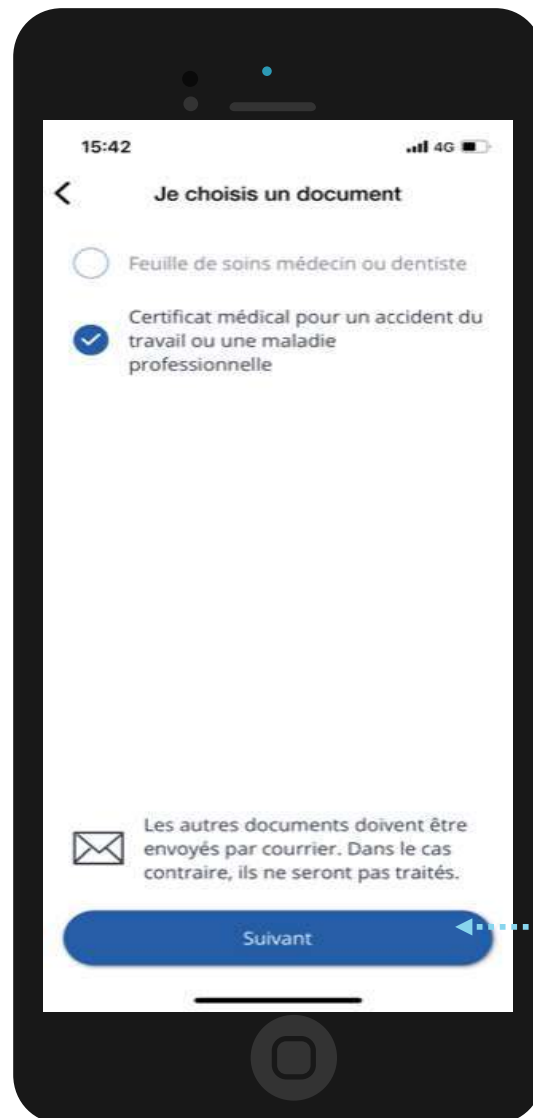 15:42
4G
Je choisis un document
Feuille de soins médecin ou dentiste
Certificat médical pour un accident du
travail ou une maladie
professionnelle
Les autres documents doivent être
envoyés par courrier. Dans le cas
contraire, ils ne seront pas traités.
Suivant